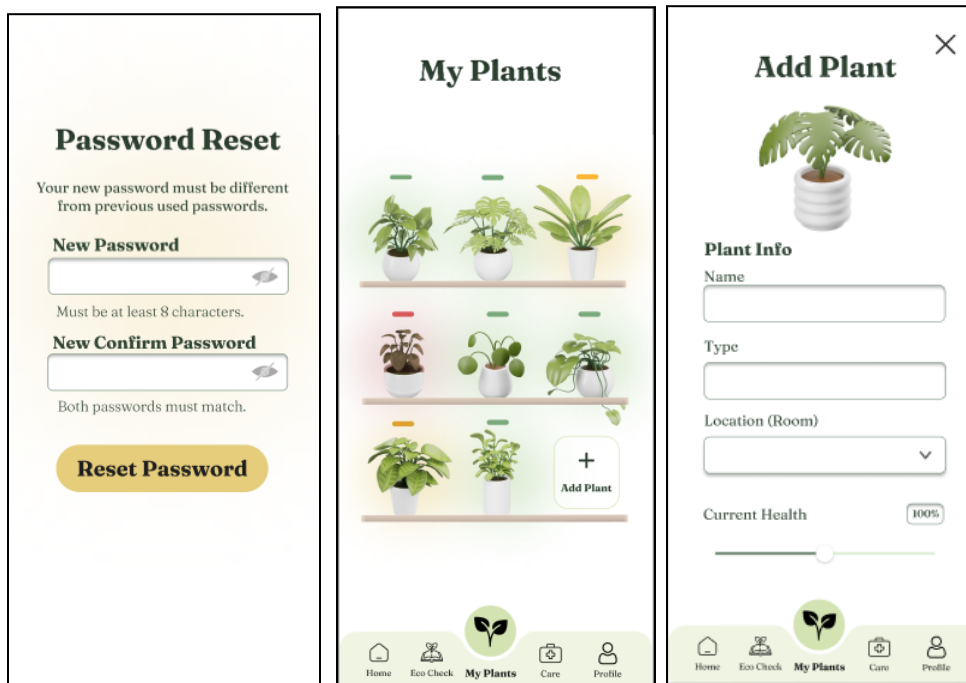 Password Reset
Your new password must be different
from previous used passwords.
New Password
Must be at least 8 characters.
New Confirm Password
Both passwords must match.
Reset Password
My Plants
+
Add Plant
Home
Eco Check
My Plants
Care
Profile
Add Plant
Plant Info
Name
Type
Location (Room)
Current Health
100%
Home
Eco Check
My Plants
Care
Profile